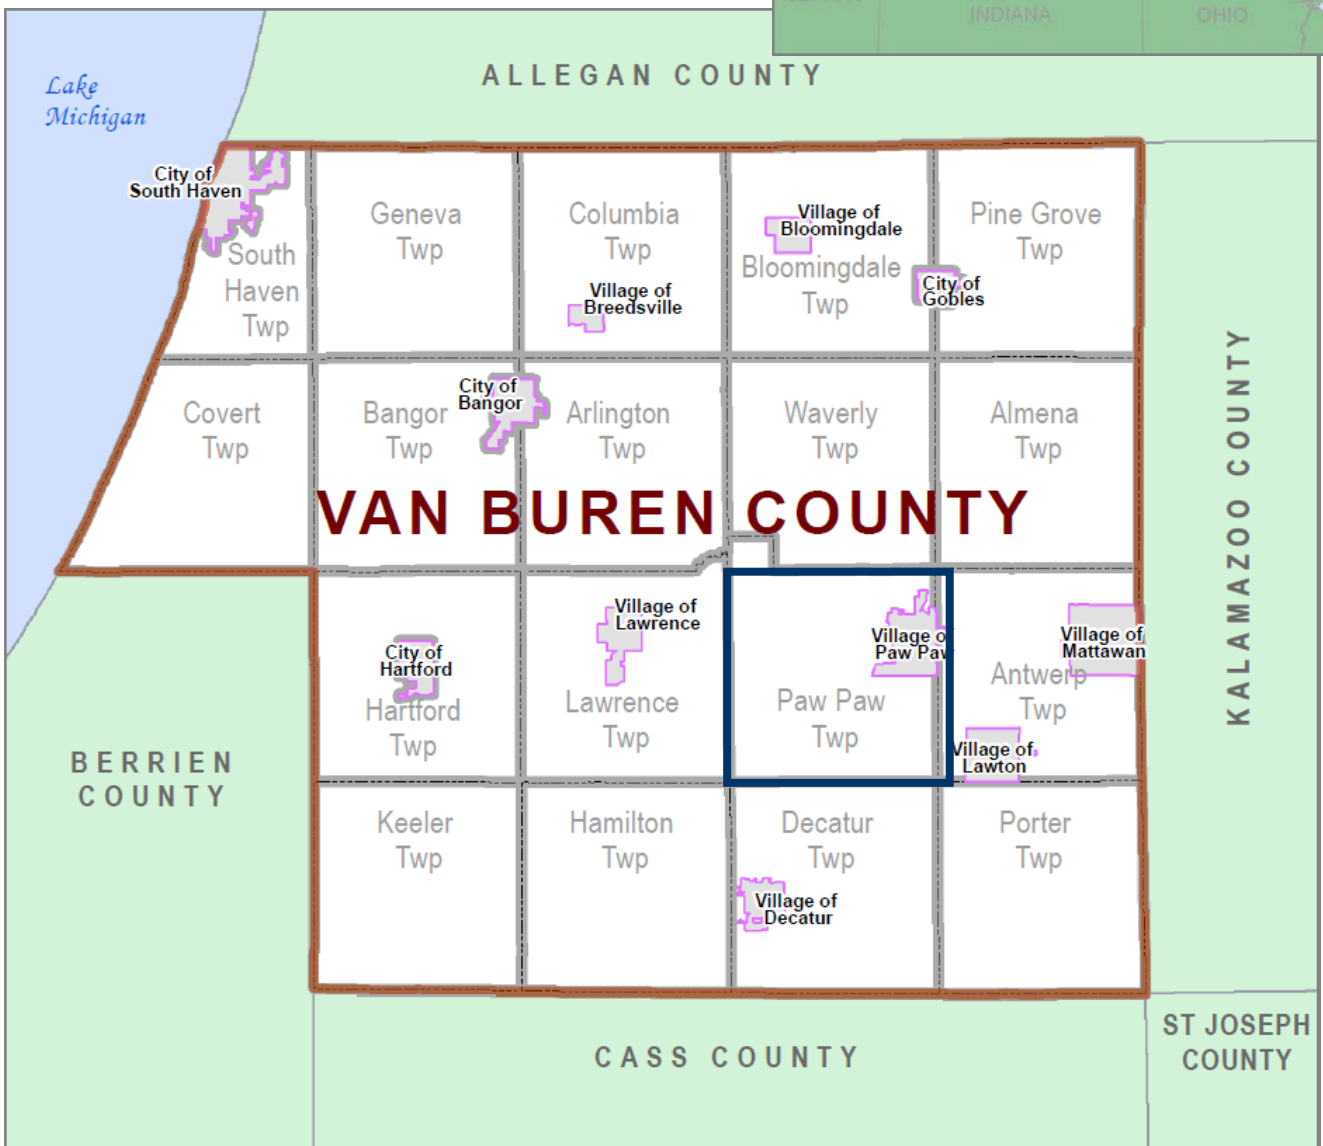 INDIANA
OHIO
ALLEGAN COUNTY
Lake
Michigan
City of
South Haven
Geneva
Twp
Columbia
Twp
Village of
Bloomingdale
Pine Grove
Twp
South
Haven
Twp
Village of
Breedsville
Bloomingdale
Twp
City of
Gobles
Covert
Twp
Bangor
Twp
City of
Bangor
Arlington
Twp
Waverly
Twp
Almena
Twp
KALAMAZOO COUNTY
VAN BUREN COUNTY
City of
Hartford
Hartford
Twp
Village of
Lawrence
Lawrence
Twp
Village o
Paw Paw
Paw Paw
Twp
Village of
Mattawan
Antwerp
Twp
Village of
Lawton
BERRIEN
COUNTY
Keeler
Twp
Hamilton
Twp
Decatur
Twp
Porter
Twp
Village of
Decatur
CASS COUNTY
ST JOSEPH
COUNTY